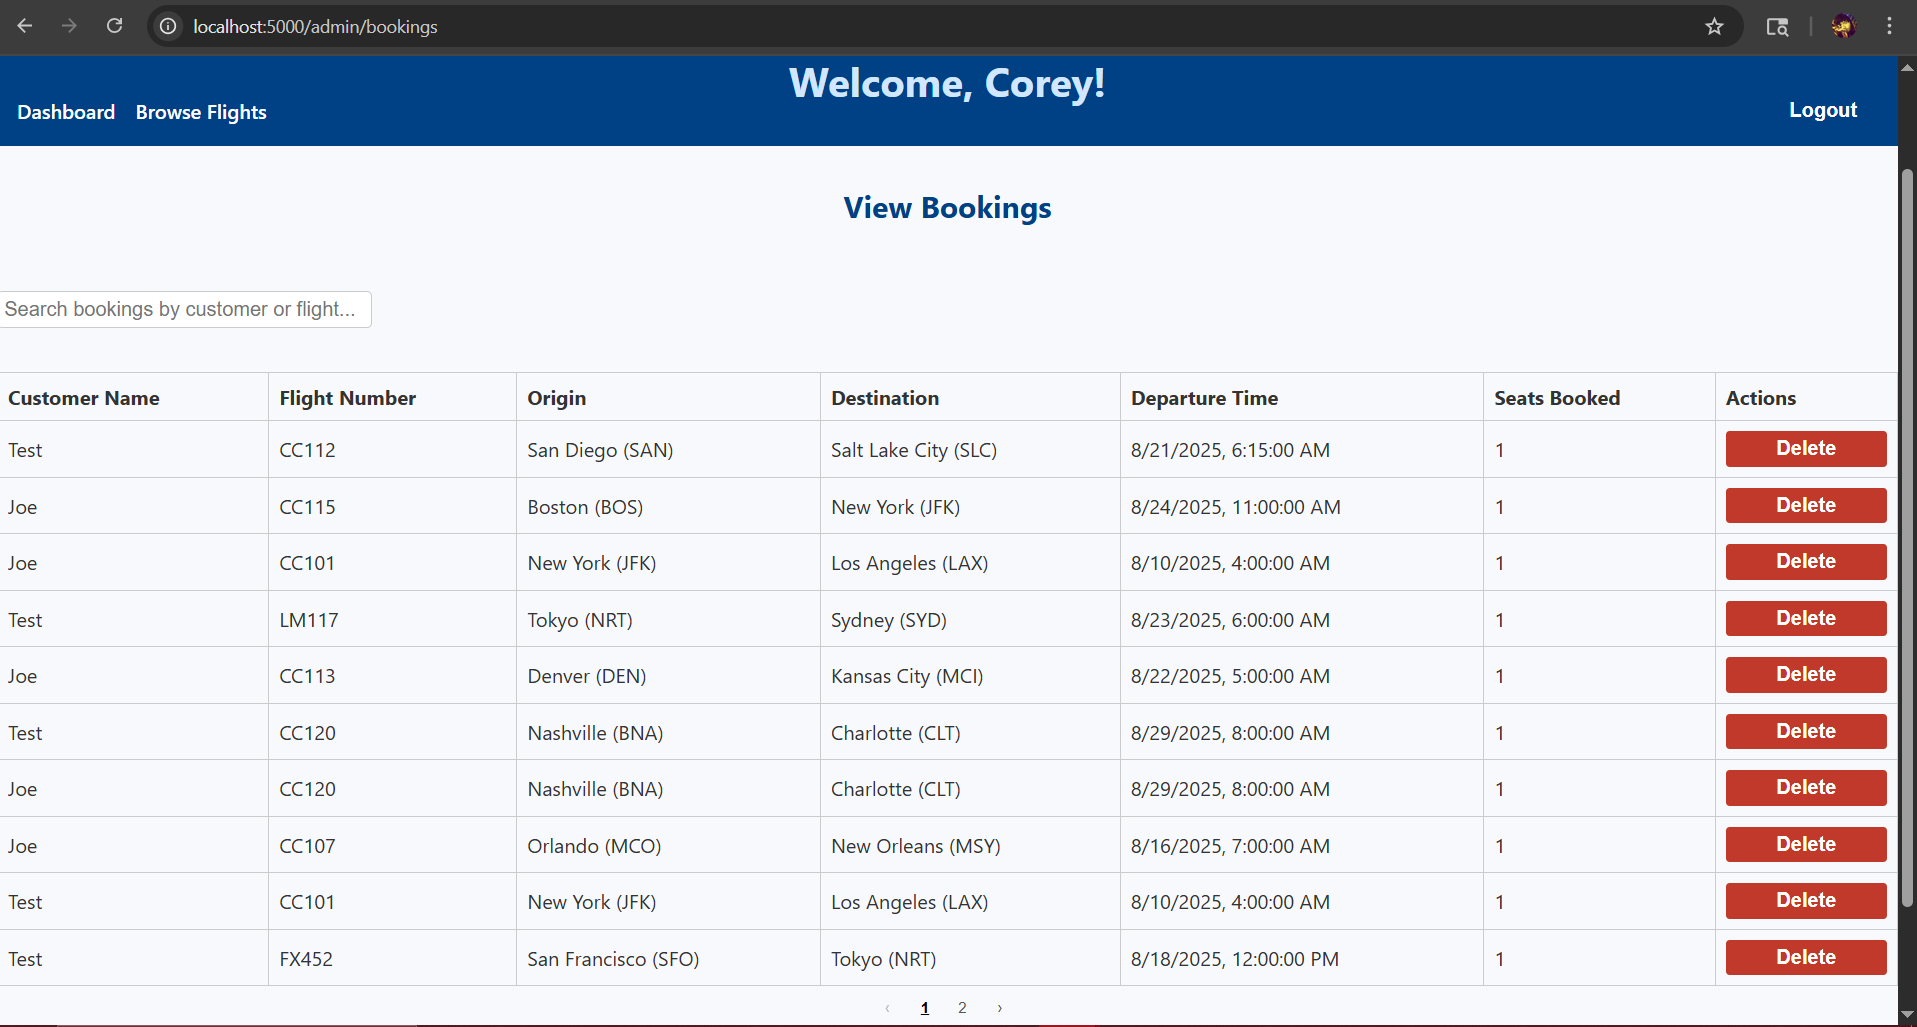 localhost:5000/admin/bookings
Welcome, Corey!
Dashboard Browse Flights Logout
View Bookings
Search bookings by customer or flight...
Customer Name Flight Number Origin Destination Departure Time Seats Booked Actions
Test CC112 San Diego (SAN) Salt Lake City (SLC) 8/21/2025, 6:15:00 AM 1 Delete
Joe CC115 Boston (BOS) New York (JFK) 8/24/2025, 11:00:00 AM 1 Delete
Joe CC101 New York (JFK) Los Angeles (LAX) 8/10/2025, 4:00:00 AM 1 Delete
Test LM117 Tokyo (NRT) Sydney (SYD) 8/23/2025, 6:00:00 AM 1 Delete
Joe CC113 Denver (DEN) Kansas City (MCI) 8/22/2025, 5:00:00 AM 1 Delete
Test CC120 Nashville (BNA) Charlotte (CLT) 8/29/2025, 8:00:00 AM 1 Delete
Joe CC120 Nashville (BNA) Charlotte (CLT) 8/29/2025, 8:00:00 AM 1 Delete
Joe CC107 Orlando (MCO) New Orleans (MSY) 8/16/2025, 7:00:00 AM 1 Delete
Test CC101 New York (JFK) Los Angeles (LAX) 8/10/2025, 4:00:00 AM 1 Delete
Test FX452 San Francisco (SFO) Tokyo (NRT) 8/18/2025, 12:00:00 PM 1 Delete
‹ 1 2 ›